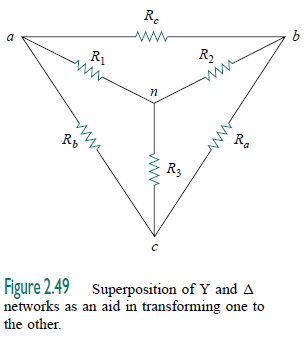 R_c
a
b
R_1
R_2
n
R_b
R_a
R_3
c
Figure 2.49 Superposition of Y and Δ
networks as an aid in transforming one to
the other.